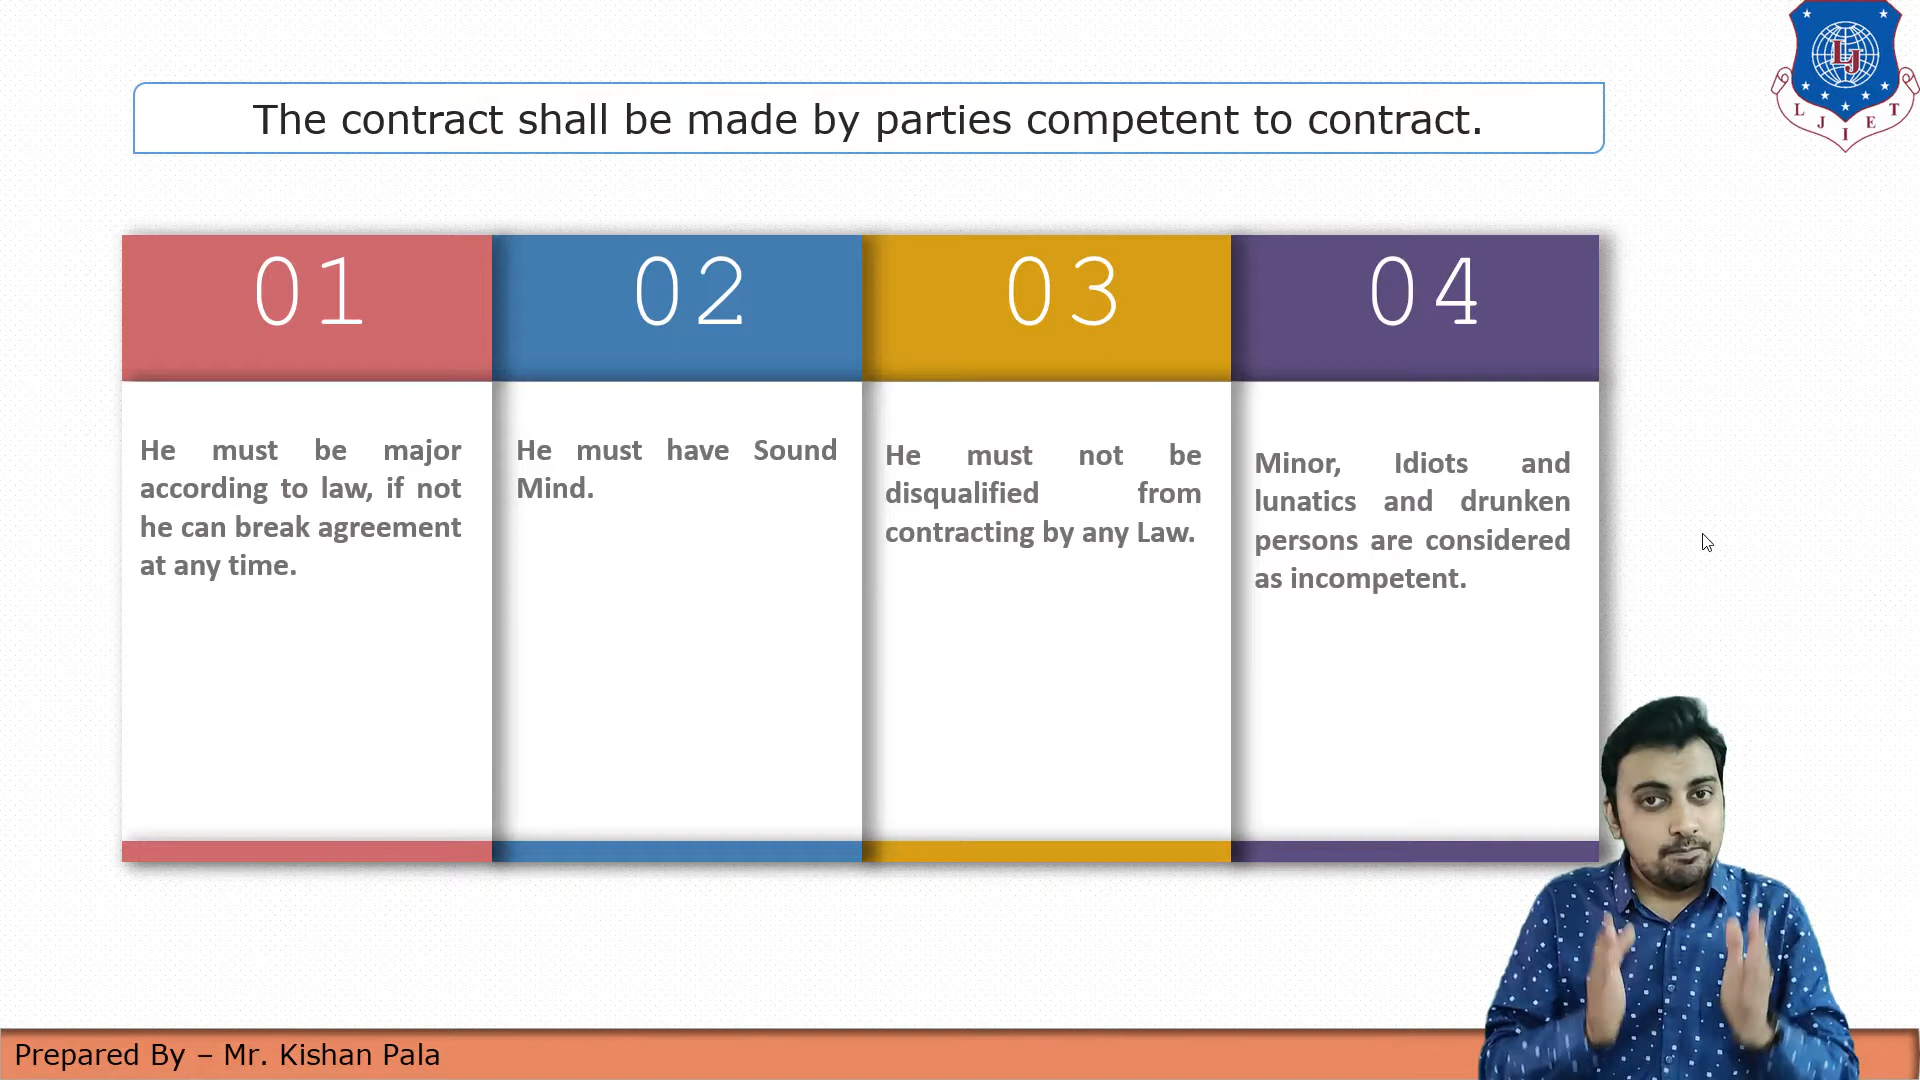 The contract shall be made by parties competent to contract.
LJ
L J I E T
01
He must be major
according to law, if not
he can break agreement
at any time.
02
He must have Sound
Mind.
03
He must not be
disqualified from
contracting by any Law.
04
Minor, Idiots and
lunatics and drunken
persons are considered
as incompetent.
Prepared By – Mr. Kishan Pala